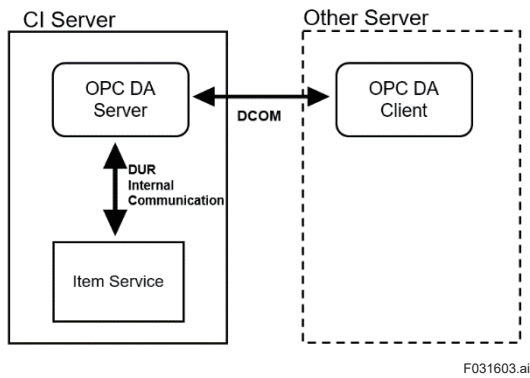 CI Server
Other Server
OPC DA
Server
OPC DA
Client
DCOM
DUR
Internal
Communication
Item Service
F031603.ai